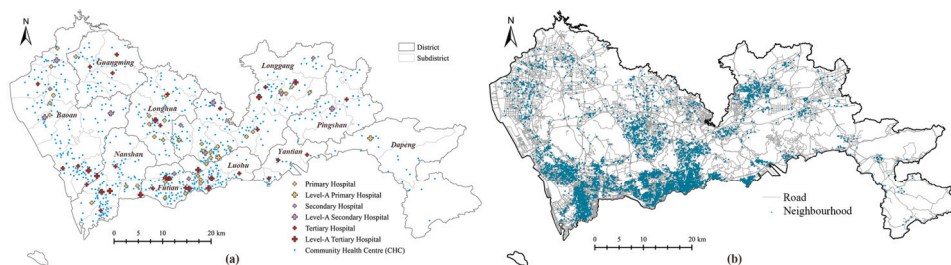 N
District
Subdistrict
Guangming
Longgang
Longhua
Baoan
Pingshan
Dapeng
Nanshan
Luohu
Yantian
Futian
Primary Hospital
Level-A Primary Hospital
Secondary Hospital
Level-A Secondary Hospital
Tertiary Hospital
Level-A Tertiary Hospital
Community Health Centre (CHC)
0 5 10 20 km
(a)
N
Road
Neighbourhood
0 5 10 20 km
(b)